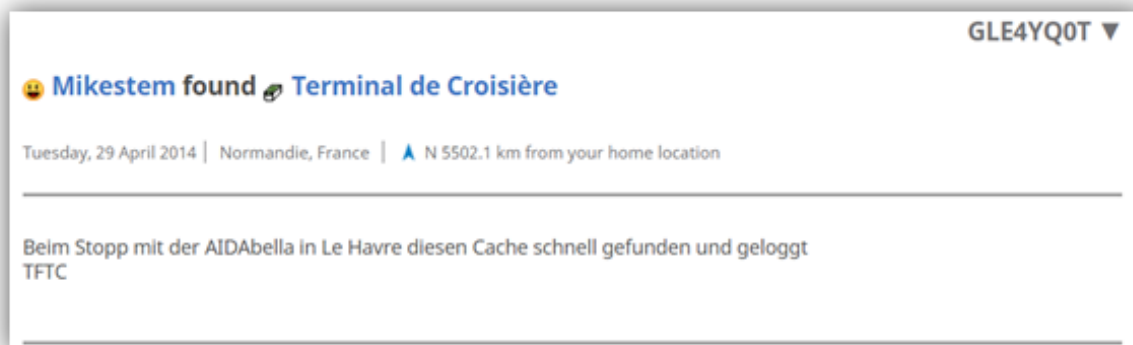 GLE4YQ0T ▼
Mikestem found Terminal de Croisière
Tuesday, 29 April 2014 | Normandie, France | N 5502.1 km from your home location
Beim Stopp mit der AIDAbella in Le Havre diesen Cache schnell gefunden und geloggt
TFTC